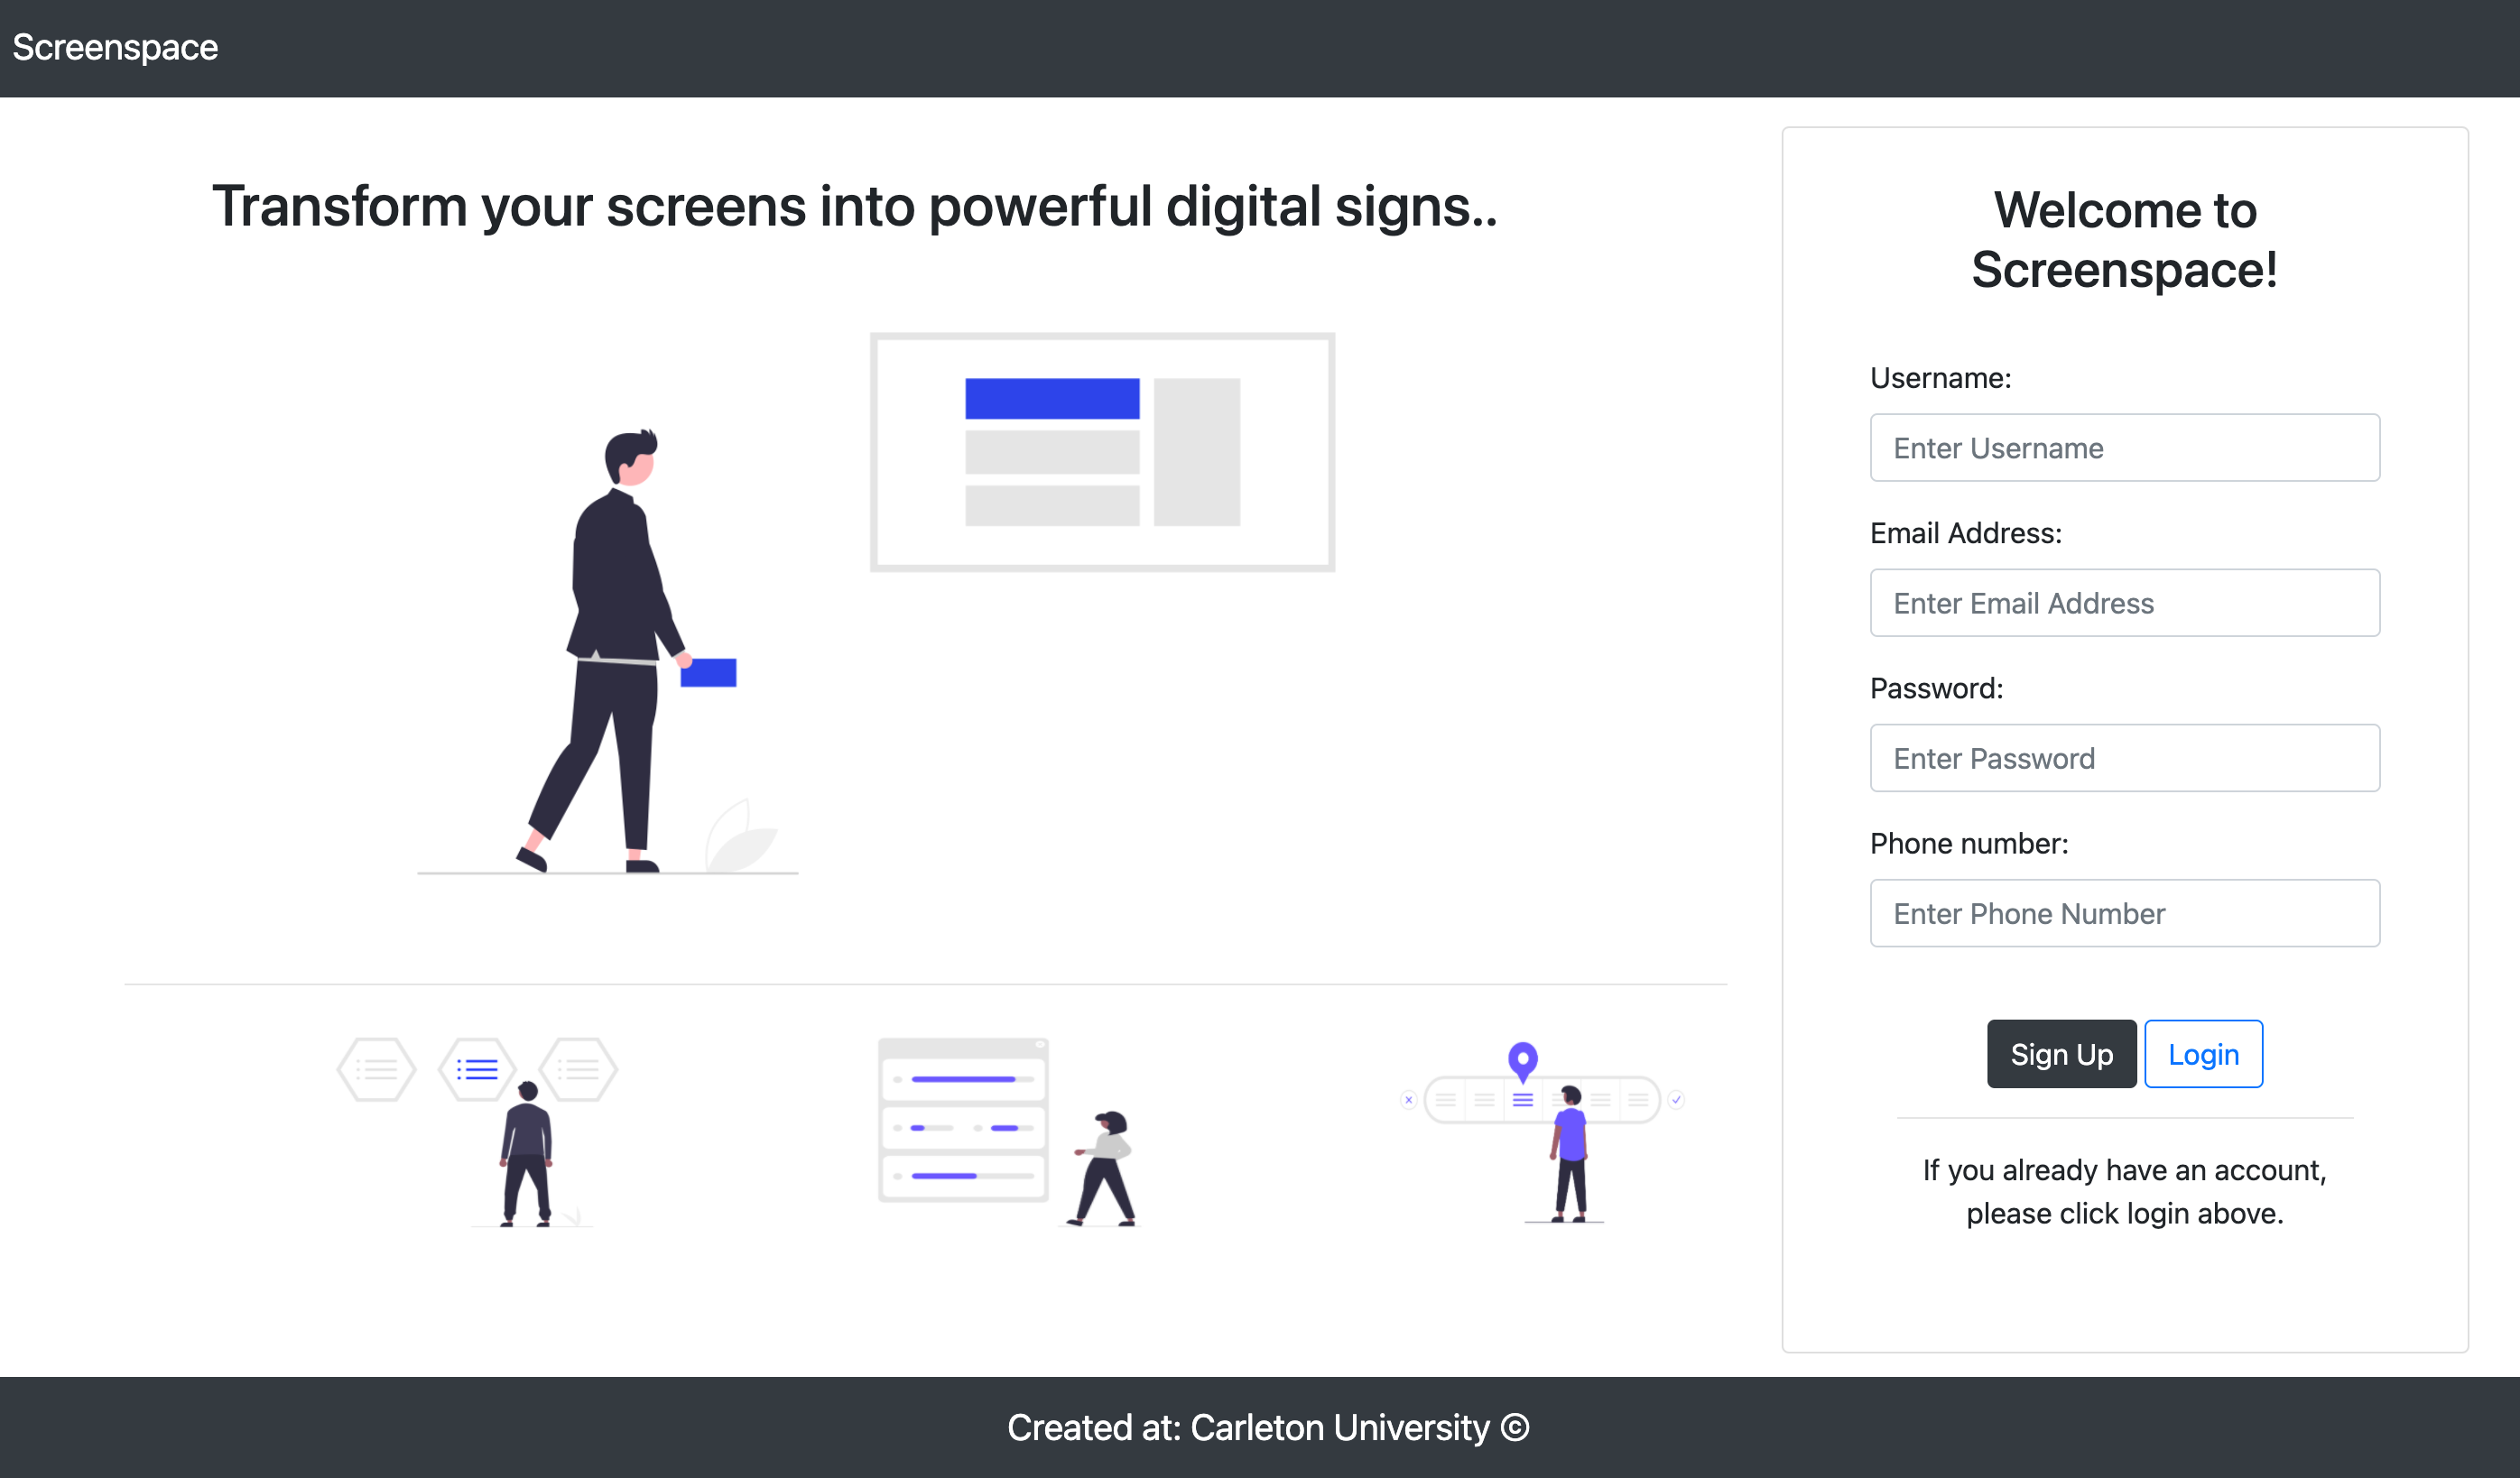 Screenspace
Transform your screens into powerful digital signs..
Welcome to
Screenspace!
Username:
Enter Username
Email Address:
Enter Email Address
Password:
Enter Password
Phone number:
Enter Phone Number
Sign Up
Login
If you already have an account,
please click login above.
Created at: Carleton University ©